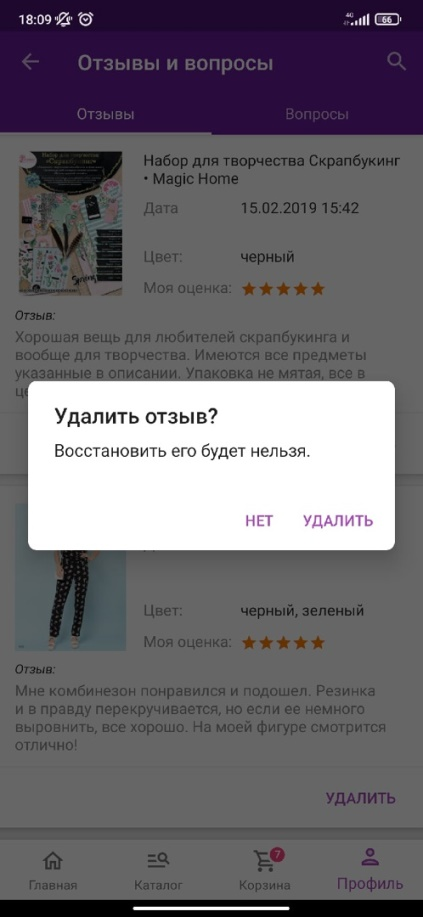 18:09
4G
66
Отзывы и вопросы
Отзывы
Вопросы
Набор для творчества Скрапбукинг
• Magic Home
Дата 15.02.2019 15:42
Цвет: черный
Моя оценка:
Отзыв:
Хорошая вещь для любителей скрапбукинга и
вообще для творчества. Имеются все предметы
указанные в описании. Упаковка не мятая, все в
Удалить отзыв?
Восстановить его будет нельзя.
НЕТ
УДАЛИТЬ
Цвет: черный, зеленый
Моя оценка:
Отзыв:
Мне комбинезон понравился и подошел. Резинка
и в правду перекручивается, но если ее немного
выровнить, все хорошо. На моей фигуре смотрится
отлично!
УДАЛИТЬ
7
Главная
Каталог
Корзина
Профиль